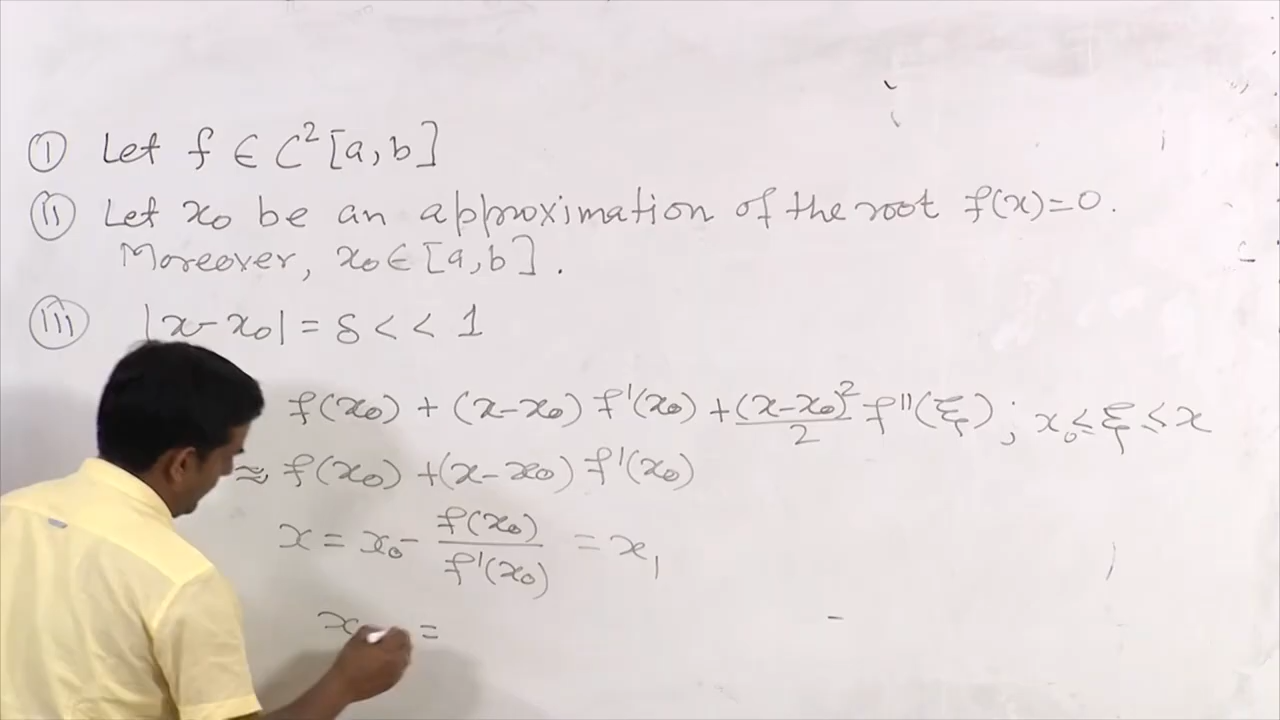 (i) Let f ∈ C²[a,b]
(ii) Let x₀ be an approximation of the root f(x)=0.
Moreover, x₀ ∈ [a,b].
(iii) |x-x₀| = δ << 1
f(x₀) + (x-x₀) f'(x₀) + (x-x₀)²/2 f''(ξ) ; x₀ ≤ ξ ≤ x
≈ f(x₀) + (x-x₀) f'(x₀)
x = x₀ - f(x₀)/f'(x₀) = x₁
x =